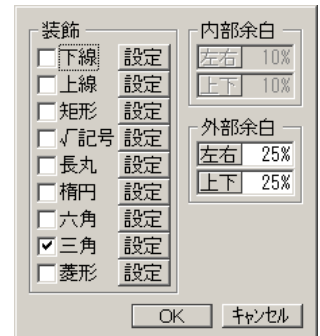 装飾
下線 設定
上線 設定
矩形 設定
√記号 設定
長丸 設定
楕円 設定
六角 設定
三角 設定
菱形 設定
内部余白
左右 10%
上下 10%
外部余白
左右 25%
上下 25%
OK キャンセル